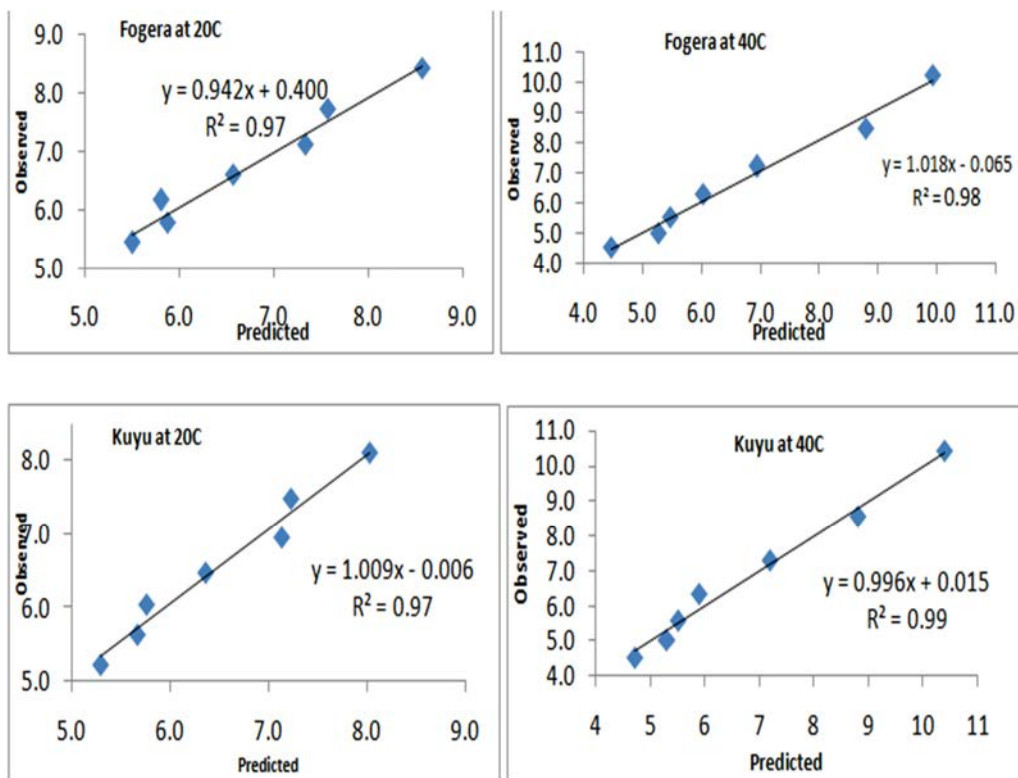 Fogera at 20C
y = 0.942x + 0.400
R² = 0.97
Observed
9.0
8.0
7.0
6.0
5.0
5.0 6.0 7.0 8.0 9.0
Predicted
Fogera at 40C
y = 1.018x - 0.065
R² = 0.98
Observed
11.0
10.0
9.0
8.0
7.0
6.0
5.0
4.0
4.0 5.0 6.0 7.0 8.0 9.0 10.0 11.0
Predicted
Kuyu at 20C
y = 1.009x - 0.006
R² = 0.97
Observed
8.0
7.0
6.0
5.0
5.0 6.0 7.0 8.0 9.0
Predicted
Kuyu at 40C
y = 0.996x + 0.015
R² = 0.99
Observed
11.0
10.0
9.0
8.0
7.0
6.0
5.0
4.0
4 5 6 7 8 9 10 11
Predicted